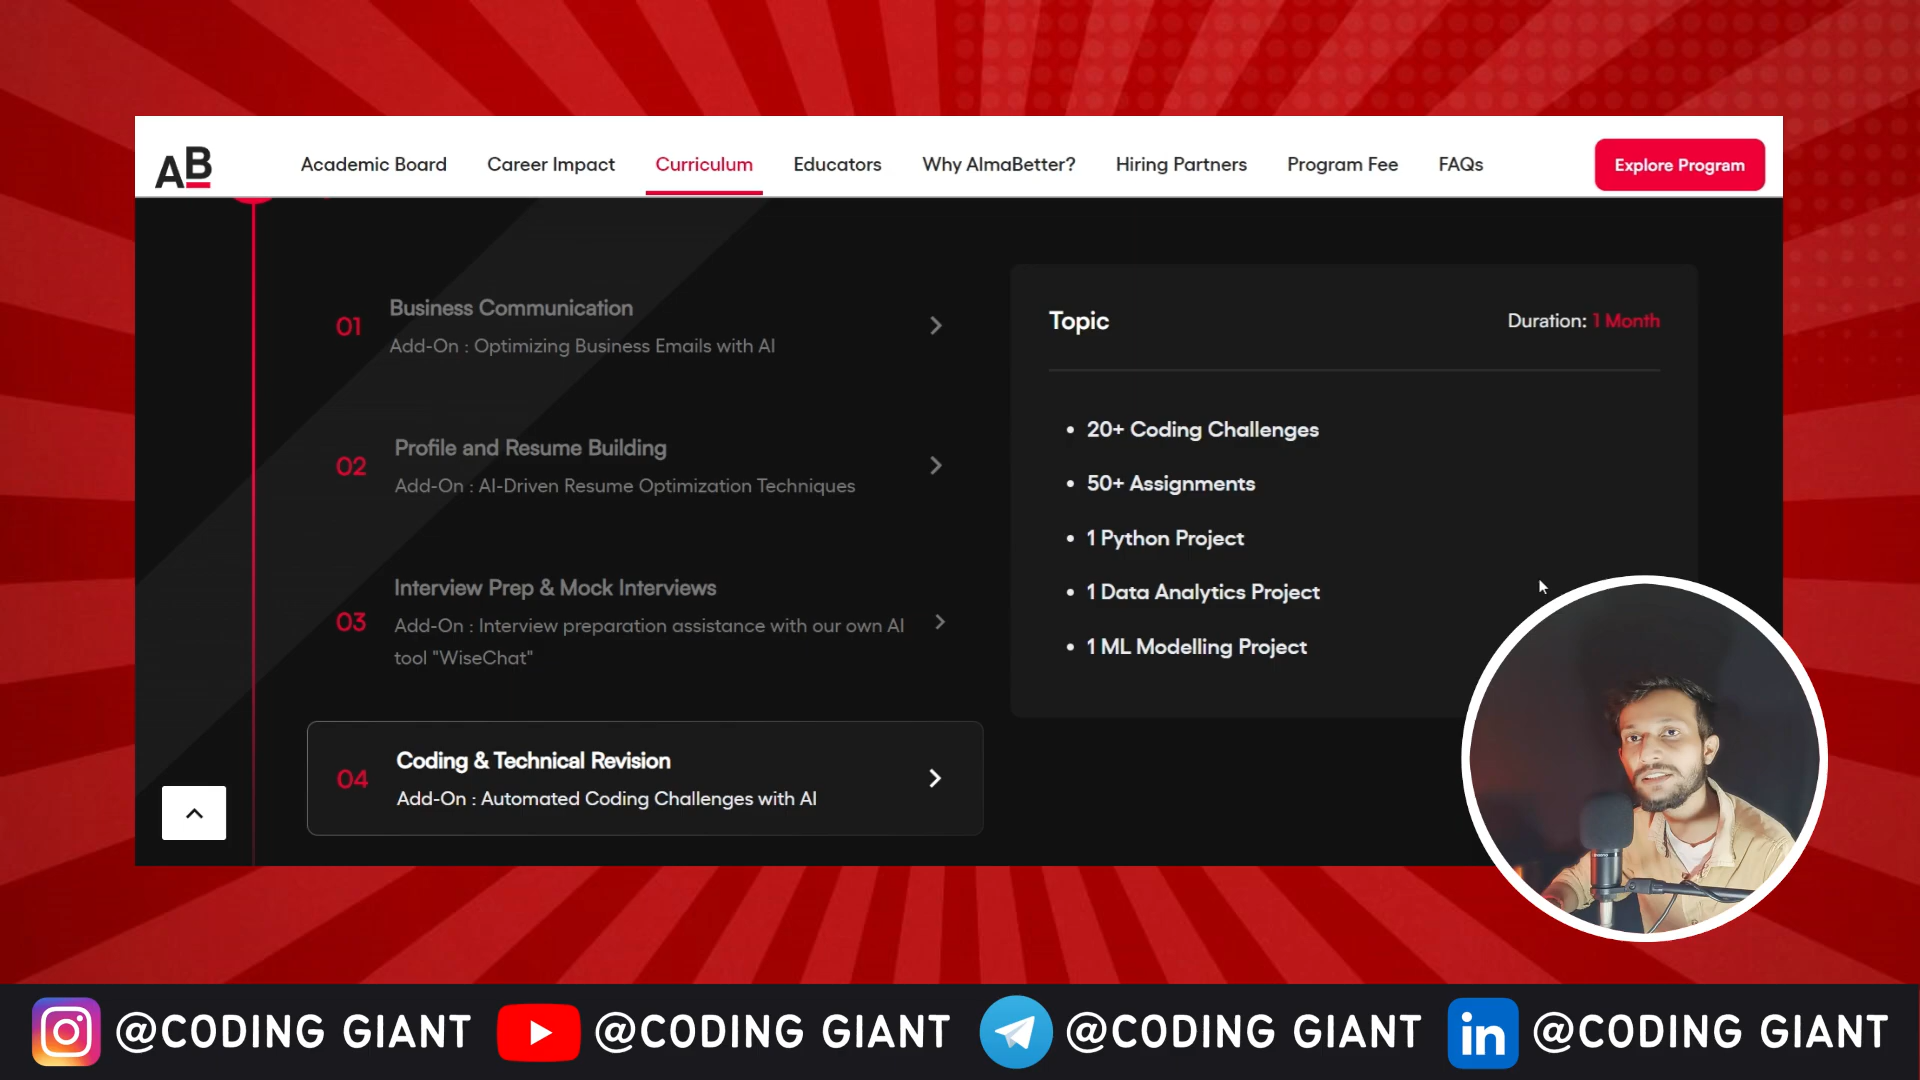 AB
Academic Board
Career Impact
Curriculum
Educators
Why AlmaBetter?
Hiring Partners
Program Fee
FAQs
Explore Program
01
Business Communication
Add-On : Optimizing Business Emails with AI
02
Profile and Resume Building
Add-On : AI-Driven Resume Optimization Techniques
03
Interview Prep & Mock Interviews
Add-On : Interview preparation assistance with our own AI
tool "WiseChat"
04
Coding & Technical Revision
Add-On : Automated Coding Challenges with AI
Topic
Duration: 1 Month
• 20+ Coding Challenges
• 50+ Assignments
• 1 Python Project
• 1 Data Analytics Project
• 1 ML Modelling Project
@CODING GIANT
@CODING GIANT
@CODING GIANT
in
@CODING GIANT